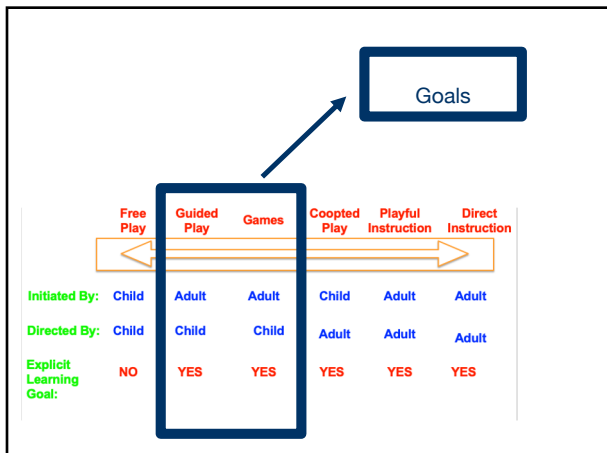 Goals
Free Play Guided Play Games Coopted Play Playful Instruction Direct Instruction
Initiated By: Child Adult Adult Child Adult Adult
Directed By: Child Child Child Adult Adult Adult
Explicit Learning Goal: NO YES YES YES YES YES